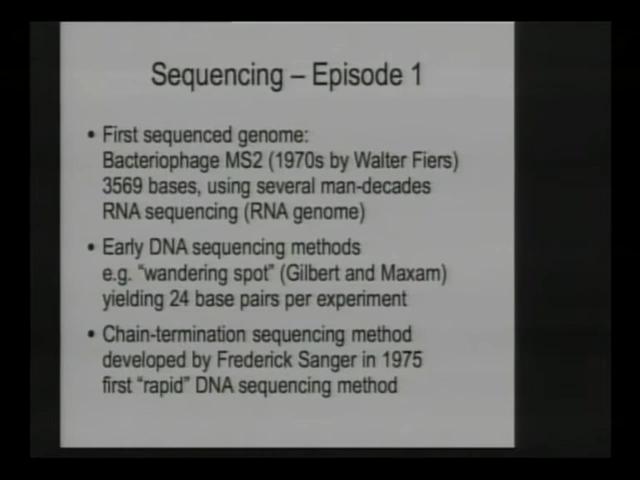 Sequencing – Episode 1
• First sequenced genome:
Bacteriophage MS2 (1970s by Walter Fiers)
3569 bases, using several man-decades
RNA sequencing (RNA genome)
• Early DNA sequencing methods
e.g. “wandering spot” (Gilbert and Maxam)
yielding 24 base pairs per experiment
• Chain-termination sequencing method
developed by Frederick Sanger in 1975
first “rapid” DNA sequencing method